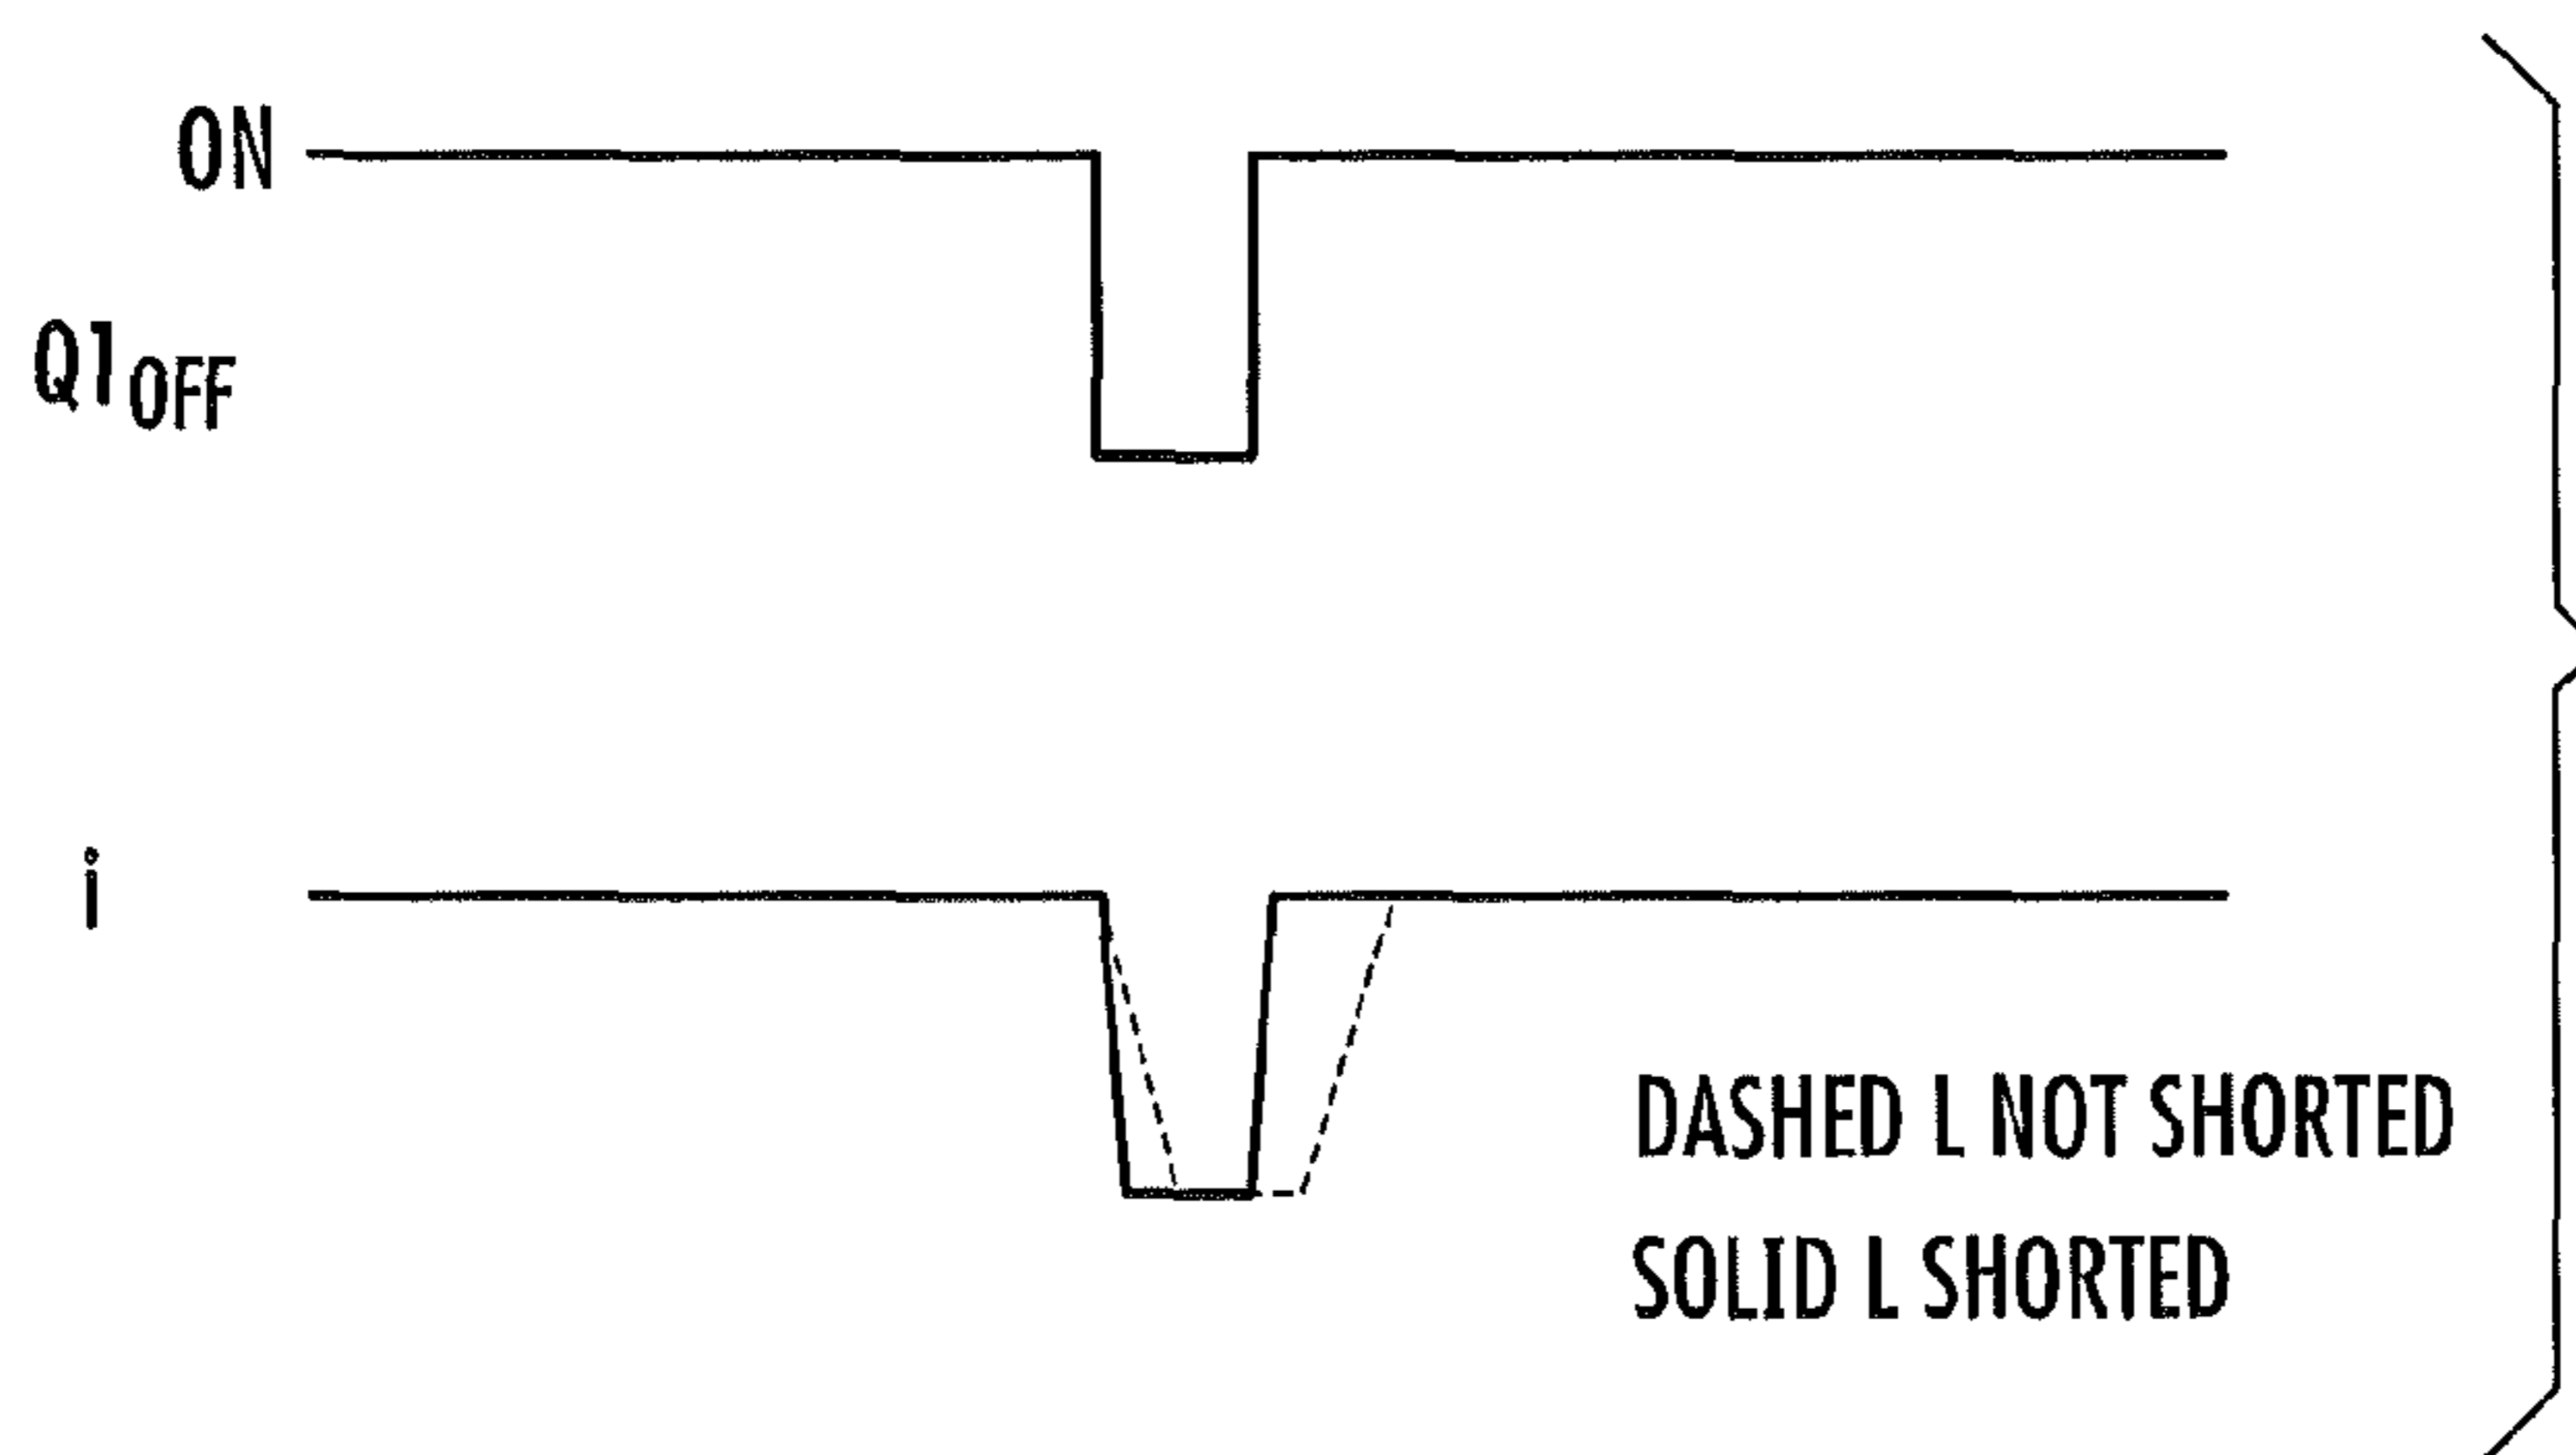 ON
Q1OFF
i
DASHED L NOT SHORTED
SOLID L SHORTED